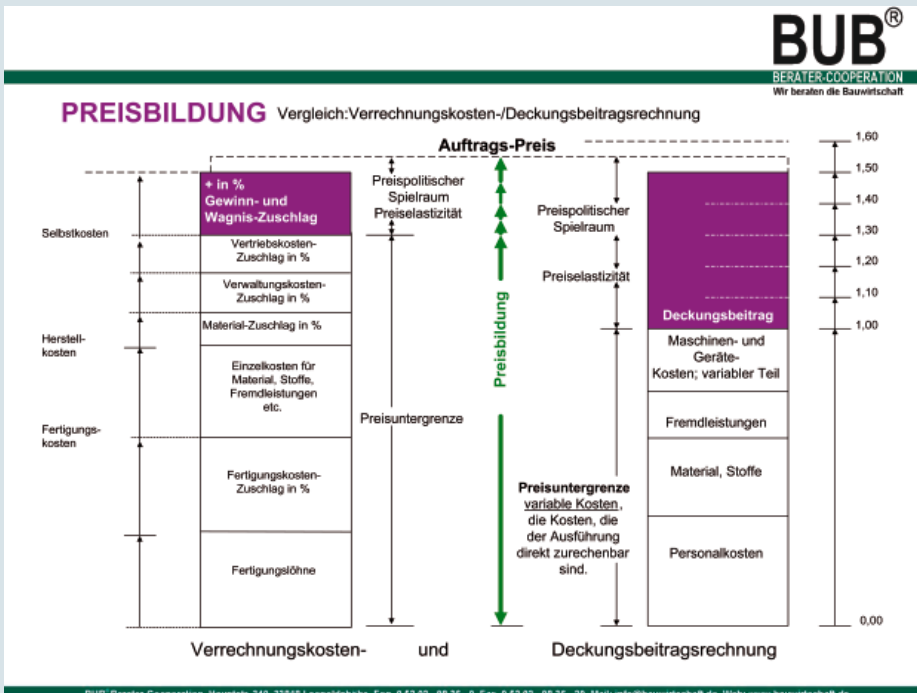 BUB®
BERATER-COOPERATION
Wir beraten die Bauwirtschaft
PREISBILDUNG Vergleich:Verrechnungskosten-/Deckungsbeitragsrechnung
Auftrags-Preis
+ in %
Gewinn- und
Wagnis-Zuschlag
Selbstkosten
Vertriebskosten-
Zuschlag in %
Verwaltungskosten-
Zuschlag in %
Material-Zuschlag in %
Herstell-
kosten
Einzelkosten für
Material, Stoffe,
Fremdleistungen
etc.
Fertigungs-
kosten
Fertigungskosten-
Zuschlag in %
Fertigungslöhne
Preispolitischer
Spielraum
Preiselastizität
Preisuntergrenze
Preisbildung
Preispolitischer
Spielraum
Preiselastizität
Preisuntergrenze
variable Kosten,
die Kosten, die
der Ausführung
direkt zurechenbar
sind.
Deckungsbeitrag
Maschinen- und
Geräte-
Kosten; variabler Teil
Fremdleistungen
Material, Stoffe
Personalkosten
1,60
1,50
1,40
1,30
1,20
1,10
1,00
0,00
Verrechnungskosten- und Deckungsbeitragsrechnung